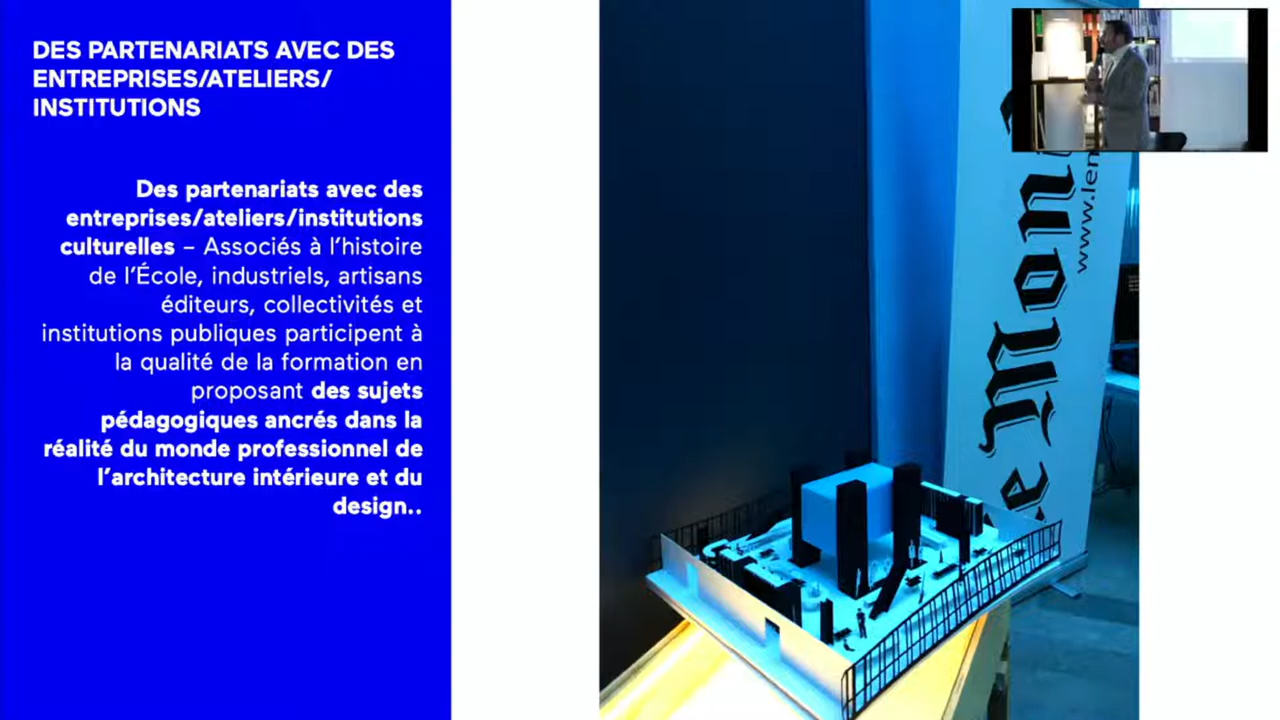 DES PARTENARIATS AVEC DES
ENTREPRISES/ATELIERS/
INSTITUTIONS
Des partenariats avec des
entreprises/ateliers/institutions
culturelles – Associés à l'histoire
de l'École, industriels, artisans
éditeurs, collectivités et
institutions publiques participent à
la qualité de la formation en
proposant des sujets
pédagogiques ancrés dans la
réalité du monde professionnel de
l'architecture intérieure et du
design..